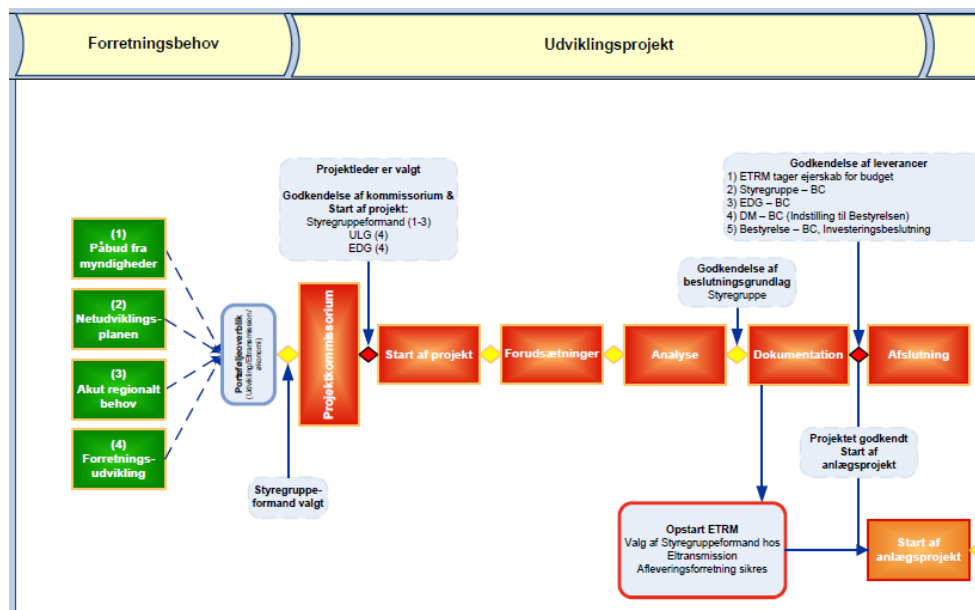 Forretningsbehov
Udviklingsprojekt
Projektleder er valgt
Godkendelse af kommissorium &
Start af projekt:
Styregruppeformand (1-3)
ULG (4)
EDG (4)
Godkendelse af leverancer
1) ETRM tager ejerskab for budget
2) Styregruppe – BC
3) EDG – BC
4) DM – BC (Indstilling til Bestyrelsen)
5) Bestyrelse – BC, Investeringsbeslutning
(1)
Påbud fra
myndigheder
(2)
Netudviklings-
planen
(3)
Akut regionalt
behov
(4)
Forretnings-
udvikling
Porteføljeoverblik
(Udvikling/Eltransmission/
økonomi)
Projektkommissorium
Godkendelse af
beslutningsgrundlag
Styregruppe
Start af projekt
Forudsætninger
Analyse
Dokumentation
Afslutning
Styregruppe-
formand valgt
Projektet godkendt
Start af
anlægsprojekt
Opstart ETRM
Valg af Styregruppeformand hos
Eltransmission
Afleveringsforretning sikres
Start af
anlægsprojekt